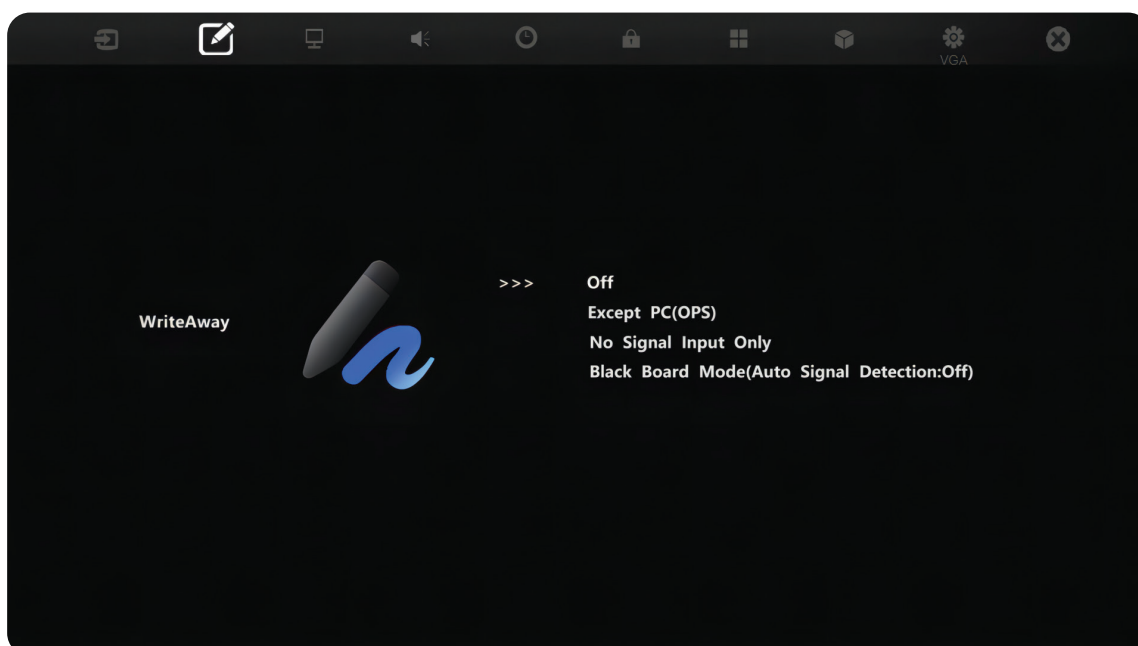 VGA
WriteAway
>>> Off
Except PC(OPS)
No Signal Input Only
Black Board Mode(Auto Signal Detection:Off)